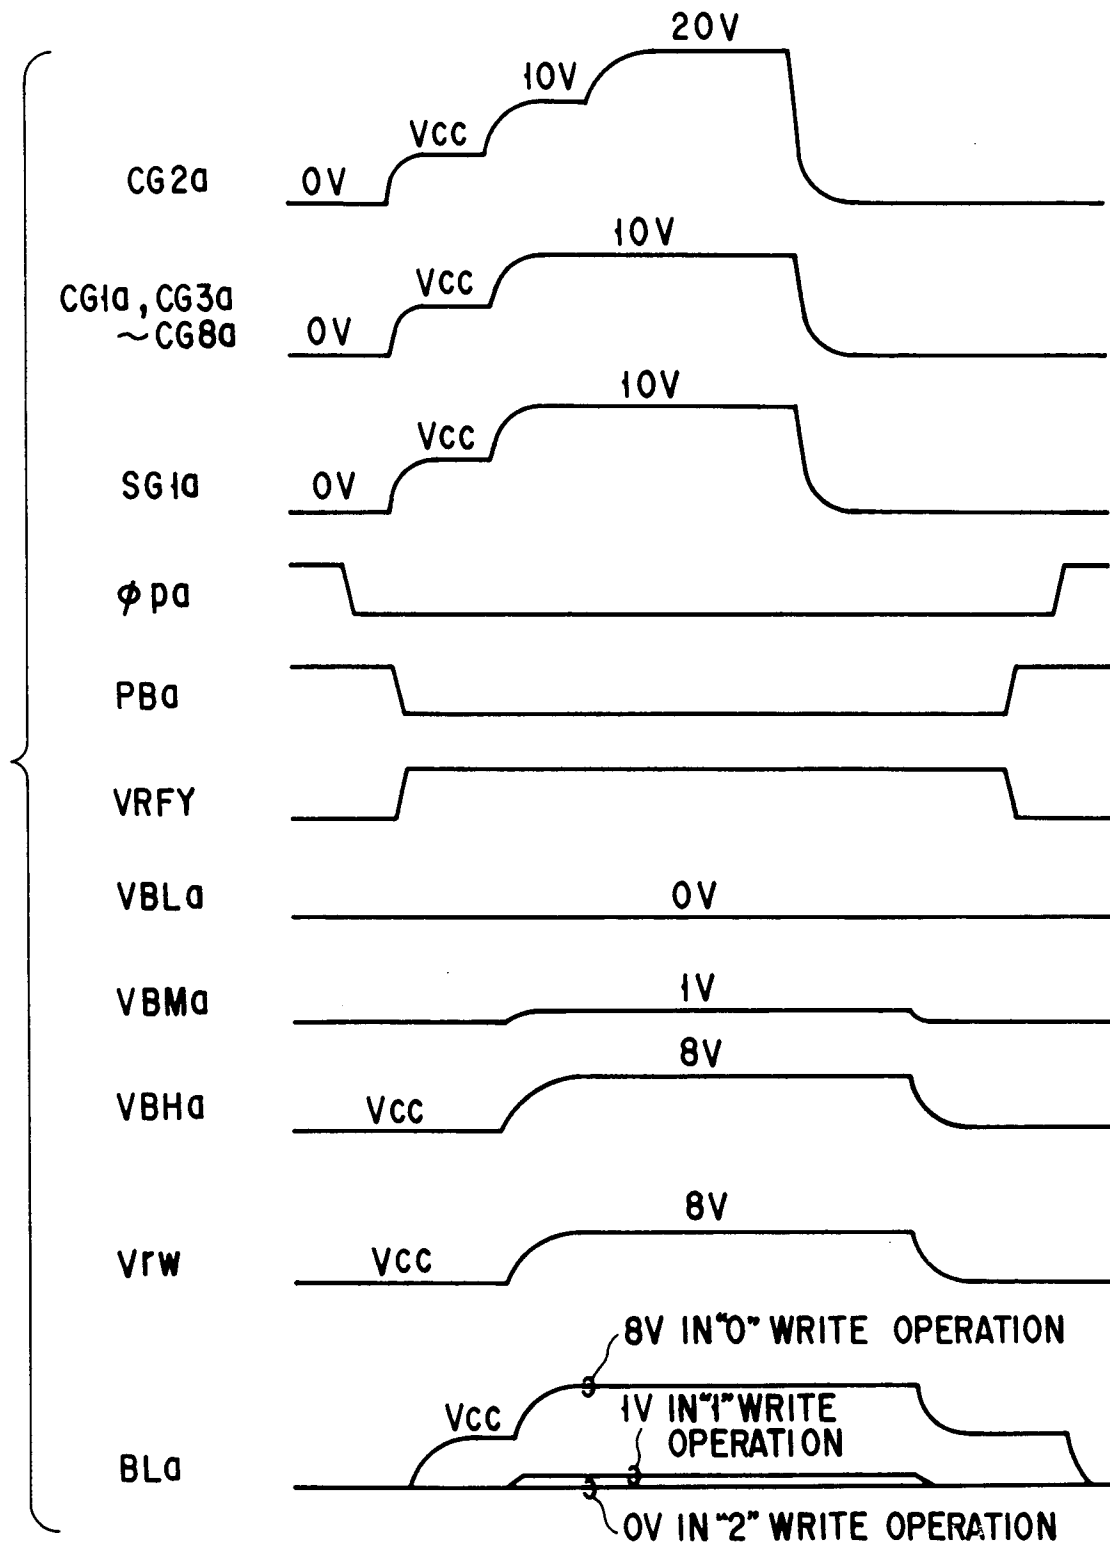 20V
10V
VCC
CG2a
0V
10V
VCC
CG1a, CG3a
~CG8a
0V
10V
VCC
SG1a
0V
φpa
PBa
VRFY
VBLa
0V
VBMa
1V
8V
VBHa
VCC
8V
Vrw
VCC
8V IN "0" WRITE OPERATION
1V IN "1" WRITE
OPERATION
VCC
BLa
0V IN "2" WRITE OPERATION